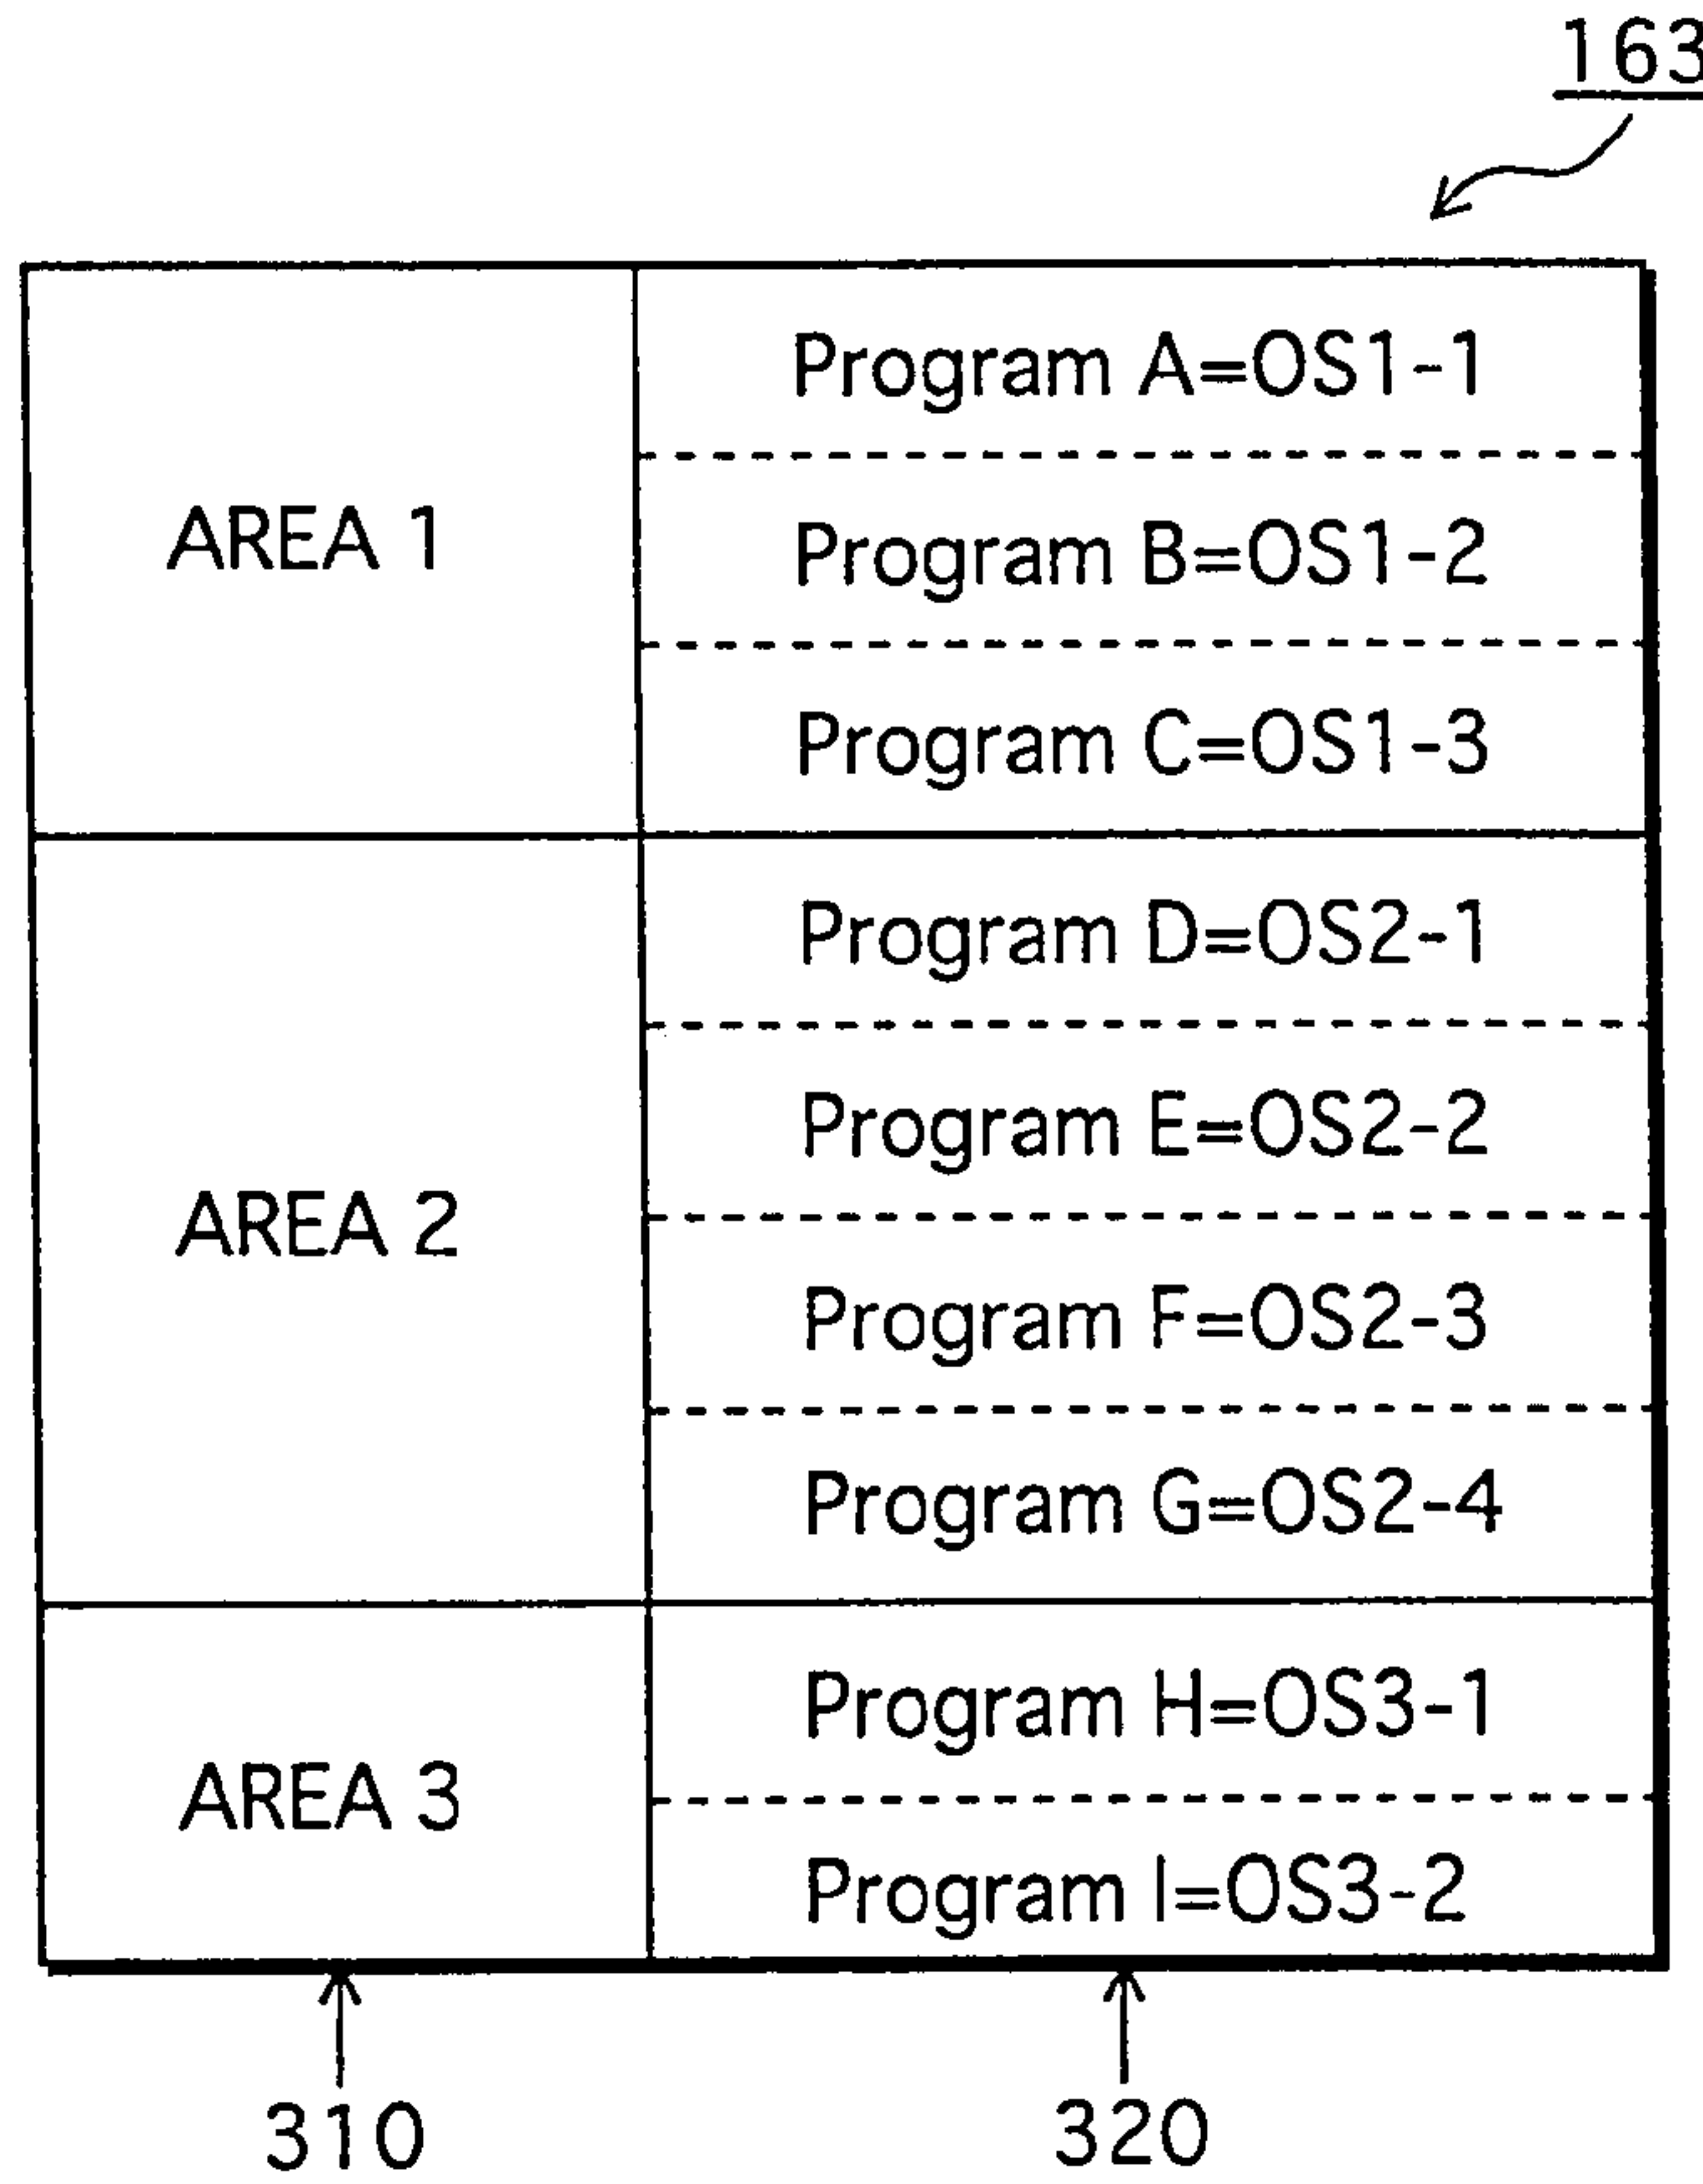 163
AREA 1
Program A=OS1-1
Program B=OS1-2
Program C=OS1-3
AREA 2
Program D=OS2-1
Program E=OS2-2
Program F=OS2-3
Program G=OS2-4
AREA 3
Program H=OS3-1
Program I=OS3-2
310
320